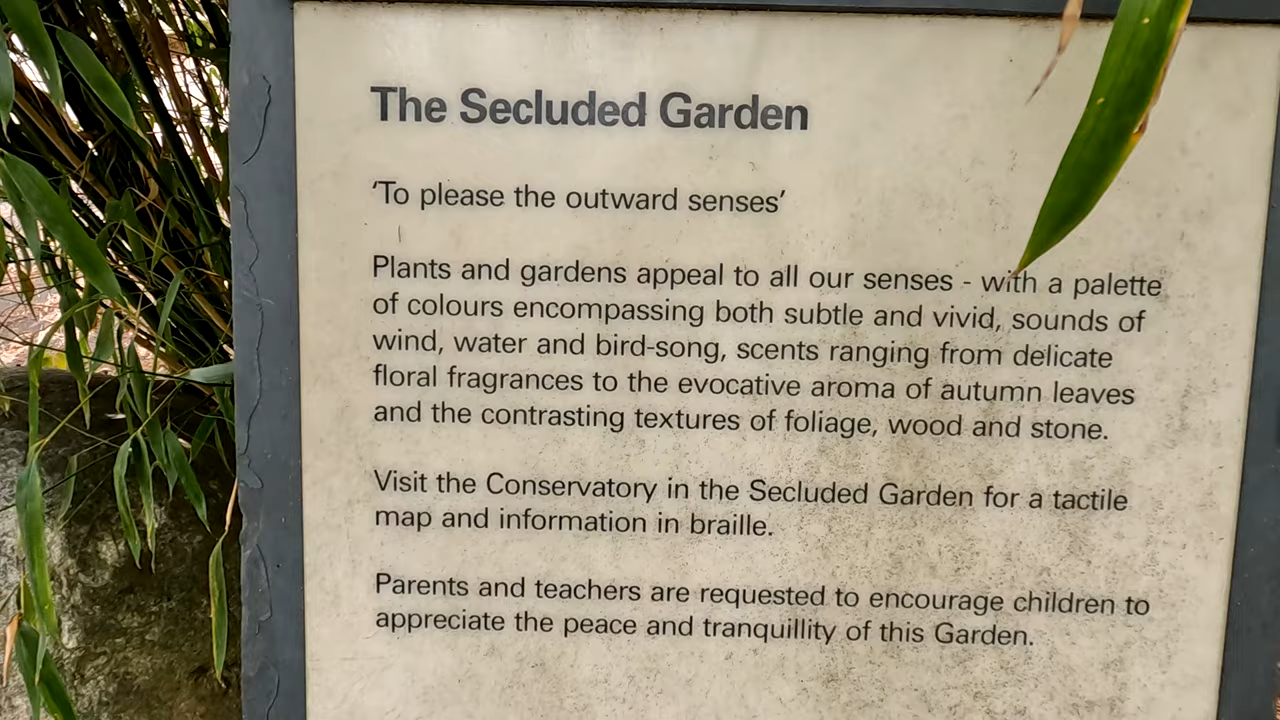 The Secluded Garden
‘To please the outward senses’
Plants and gardens appeal to all our senses - with a palette
of colours encompassing both subtle and vivid, sounds of
wind, water and bird-song, scents ranging from delicate
floral fragrances to the evocative aroma of autumn leaves
and the contrasting textures of foliage, wood and stone.
Visit the Conservatory in the Secluded Garden for a tactile
map and information in braille.
Parents and teachers are requested to encourage children to
appreciate the peace and tranquillity of this Garden.